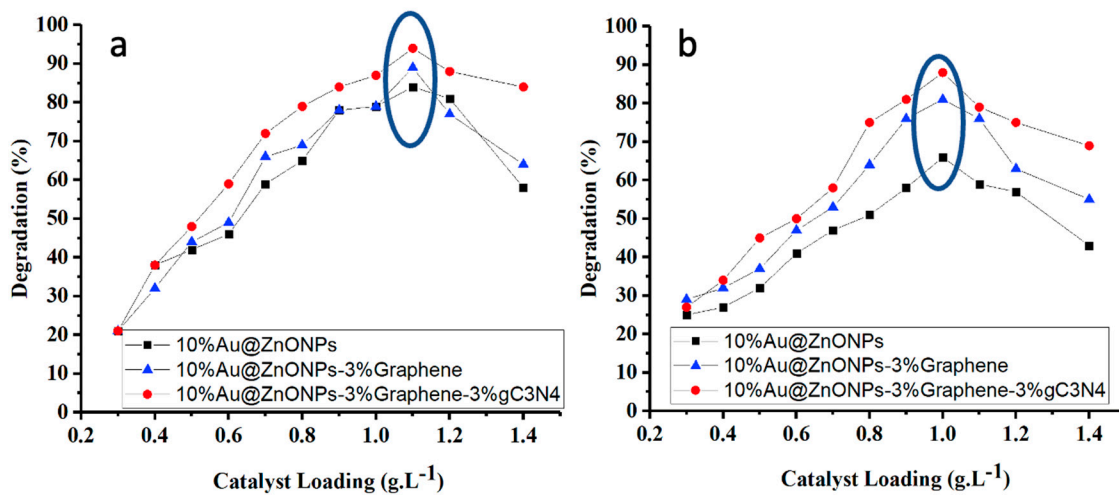 a
100
90
80
70
60
50
40
30
20
10
0
Degradation (%)
10%Au@ZnONPs
10%Au@ZnONPs-3%Graphene
10%Au@ZnONPs-3%Graphene-3%gC3N4
0.2 0.4 0.6 0.8 1.0 1.2 1.4
Catalyst Loading (g.L-1)
b
100
90
80
70
60
50
40
30
20
10
0
Degradation (%)
10%Au@ZnONPs
10%Au@ZnONPs-3%Graphene
10%Au@ZnONPs-3%Graphene-3%gC3N4
0.2 0.4 0.6 0.8 1.0 1.2 1.4
Catalyst Loading (g.L-1)